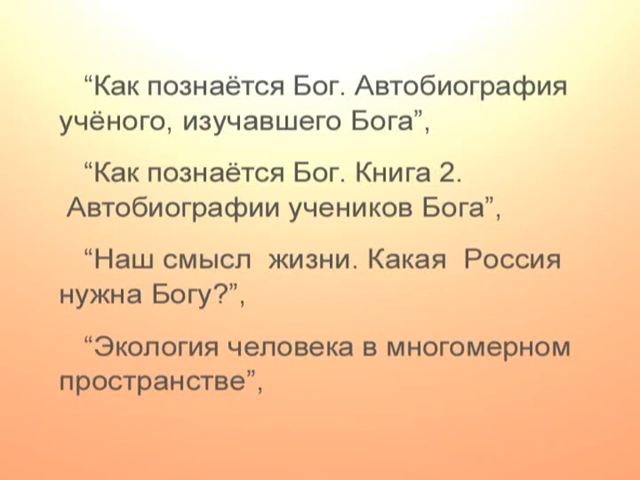 “Как познаётся Бог. Автобиография
учёного, изучавшего Бога”,
“Как познаётся Бог. Книга 2.
Автобиографии учеников Бога”,
“Наш смысл  жизни. Какая  Россия
нужна Богу?”,
“Экология человека в многомерном
пространстве”,